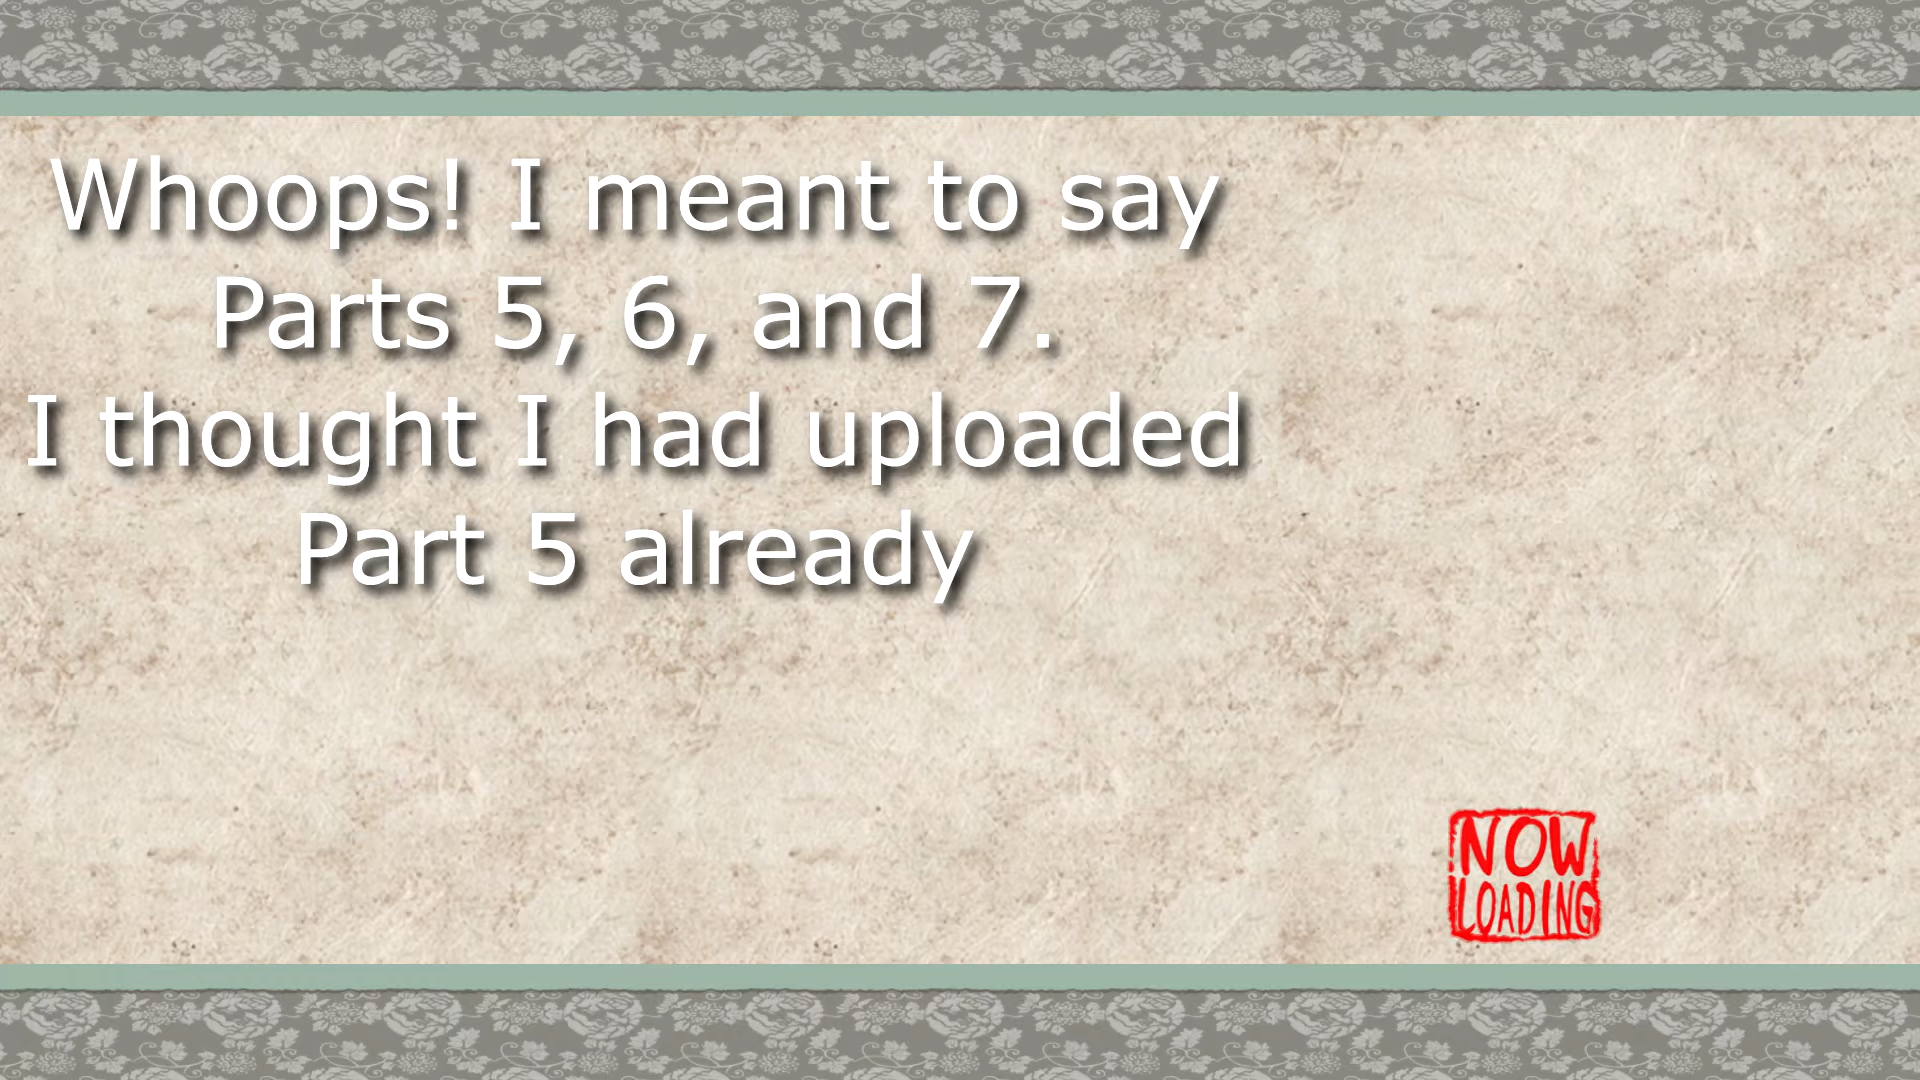 Whoops! I meant to say
Parts 5, 6, and 7.
I thought I had uploaded
Part 5 already
NOW
LOADING